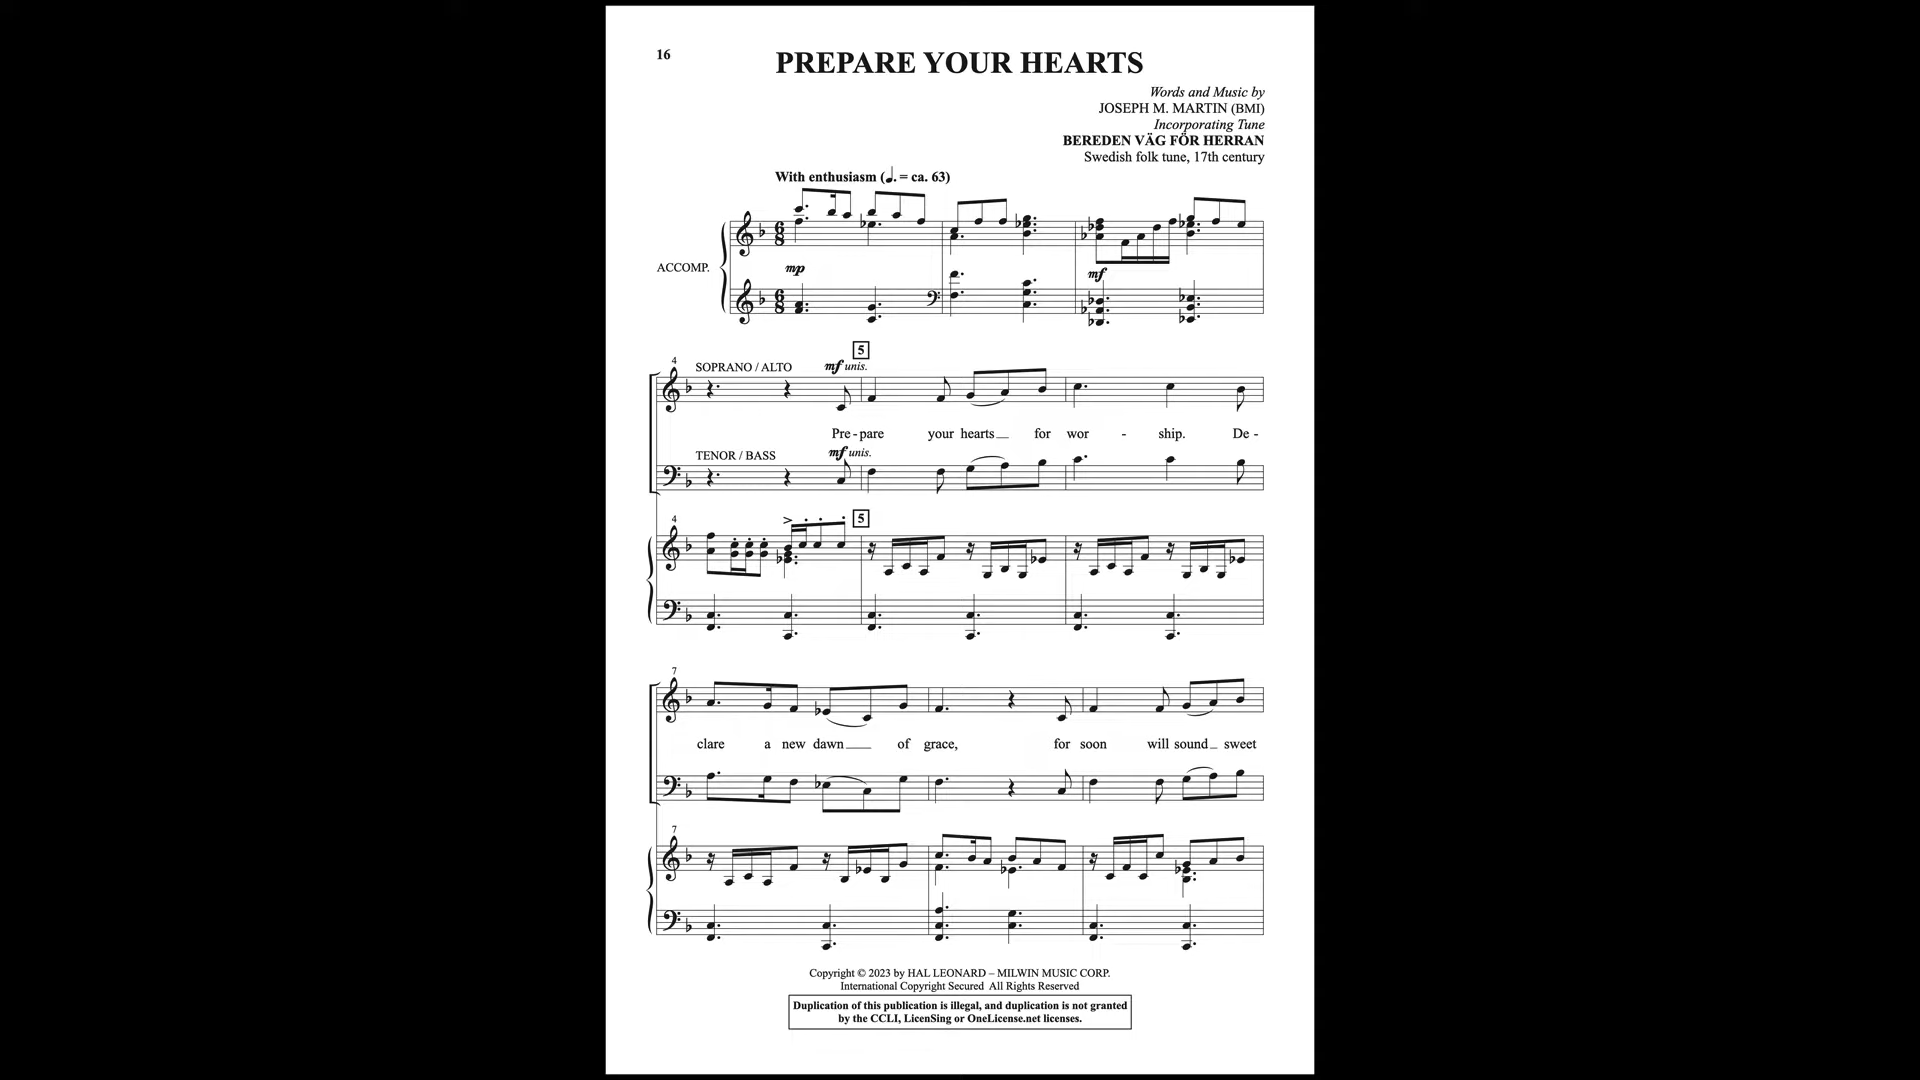 16
PREPARE YOUR HEARTS
Words and Music by
JOSEPH M. MARTIN (BMI)
Incorporating Tune
BEREDEN VÄG FÖR HERRAN
Swedish folk tune, 17th century
With enthusiasm (♩. = ca. 63)
ACCOMP.
mp
mf
4
SOPRANO / ALTO
mf unis.
5
Pre - pare your hearts for wor - ship. De -
TENOR / BASS
mf unis.
4
5
7
clare a new dawn of grace, for soon will sound sweet
7
Copyright © 2023 by HAL LEONARD – MILWIN MUSIC CORP.
International Copyright Secured All Rights Reserved
Duplication of this publication is illegal, and duplication is not granted
by the CCLI, LicenSing or OneLicense.net licenses.